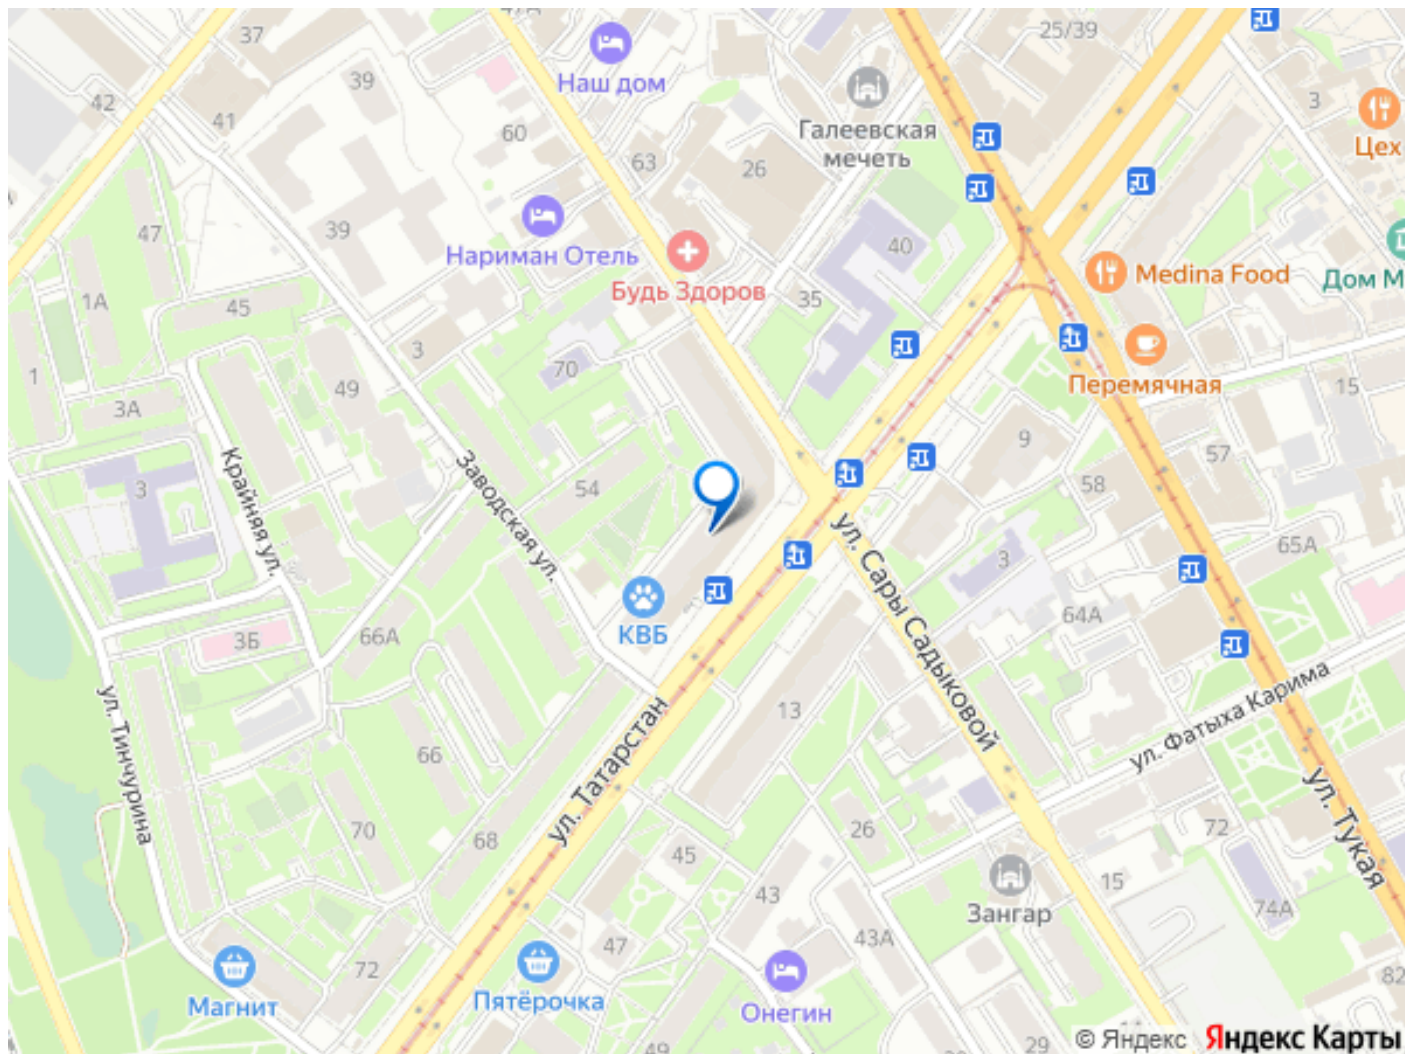 37
25/39
39
Наш дом
42
41
60
3
Галеевская
мечеть
Цех
63
26
47
39
Нариман Отель
40
Medina Food
Дом М
Будь Здоров
1А
45
35
3
70
1
49
Перемячная
15
3А
9
57
Крайняя ул.
Заводская ул.
3
54
58
ул. Сары Садыковой
65А
3
64А
КВБ
66А
3Б
ул. Фатыха Карима
ул. Тинчурина
13
66
ул. Татарстан
ул. Тукая
70
68
26
72
45
15
43
Зангар
74А
43А
47
72
82
Магнит
Пятёрочка
Онегин
29
© Яндекс
Яндекс Карты